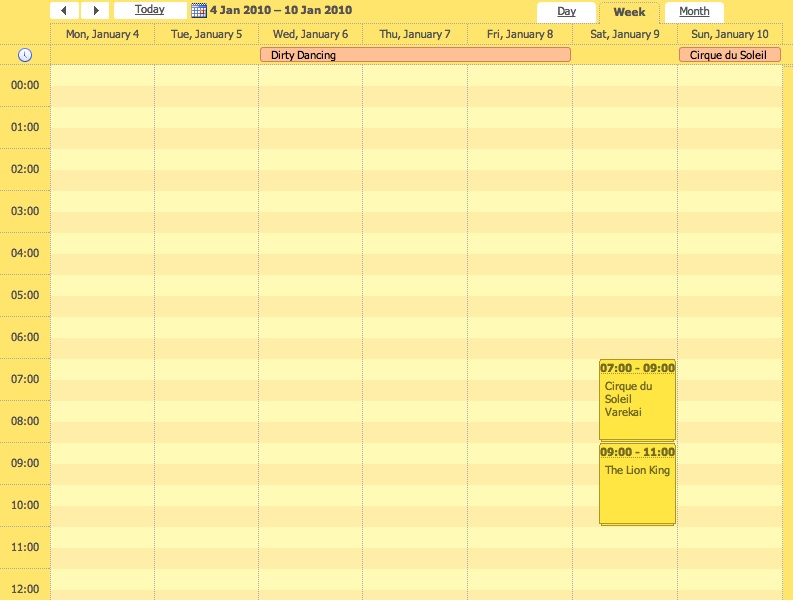 Today
4 Jan 2010 – 10 Jan 2010
Day
Week
Month
Mon, January 4
Tue, January 5
Wed, January 6
Thu, January 7
Fri, January 8
Sat, January 9
Sun, January 10
Dirty Dancing
Cirque du Soleil
00:00
01:00
02:00
03:00
04:00
05:00
06:00
07:00
08:00
09:00
10:00
11:00
12:00
07:00 - 09:00
Cirque du
Soleil
Varekai
09:00 - 11:00
The Lion King